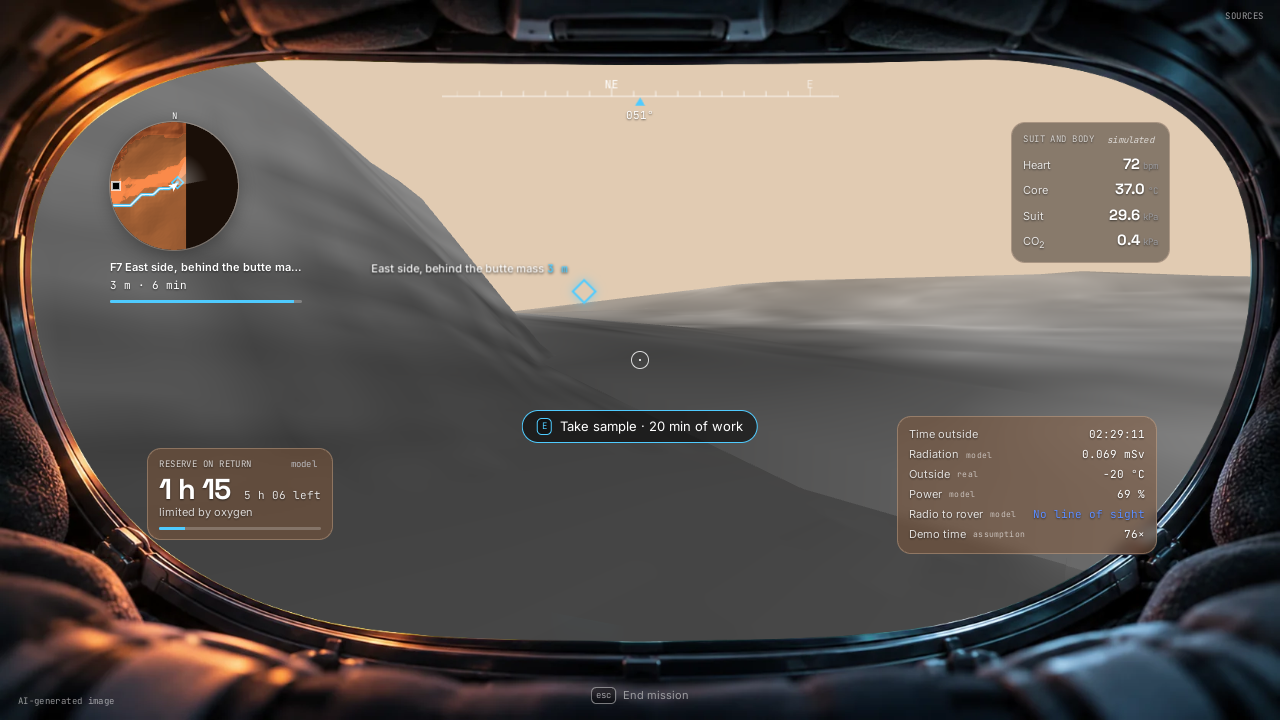 SOURCES
NE E
051°
N
F7 East side, behind the butte ma...
3 m · 6 min
East side, behind the butte mass 3 m
SUIT AND BODY simulated
Heart 72 bpm
Core 37.0 °C
Suit 29.6 kPa
CO2 0.4 kPa
E Take sample · 20 min of work
RESERVE ON RETURN model
1 h 15 5 h 06 left
limited by oxygen
Time outside 02:29:11
Radiation model 0.069 mSv
Outside real -20 °C
Power model 69 %
Radio to rover model No line of sight
Demo time assumption 76×
esc End mission
AI-generated image